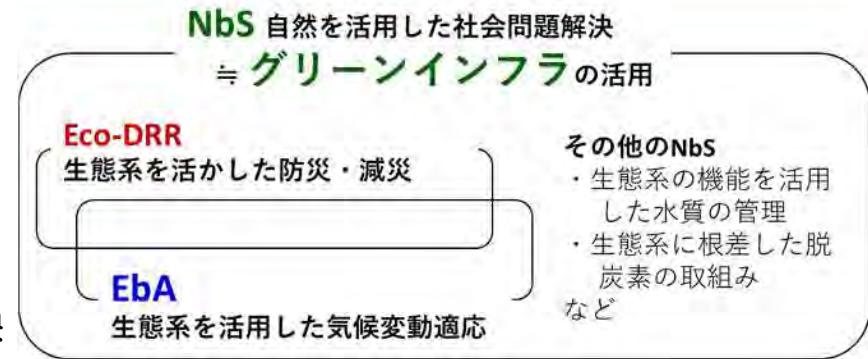 NbS 自然を活用した社会問題解決
≒ グリーンインフラの活用
Eco-DRR
生態系を活かした防災・減災
EbA
生態系を活用した気候変動適応
その他のNbS
・生態系の機能を活用
した水質の管理
・生態系に根差した脱
炭素の取組み
など